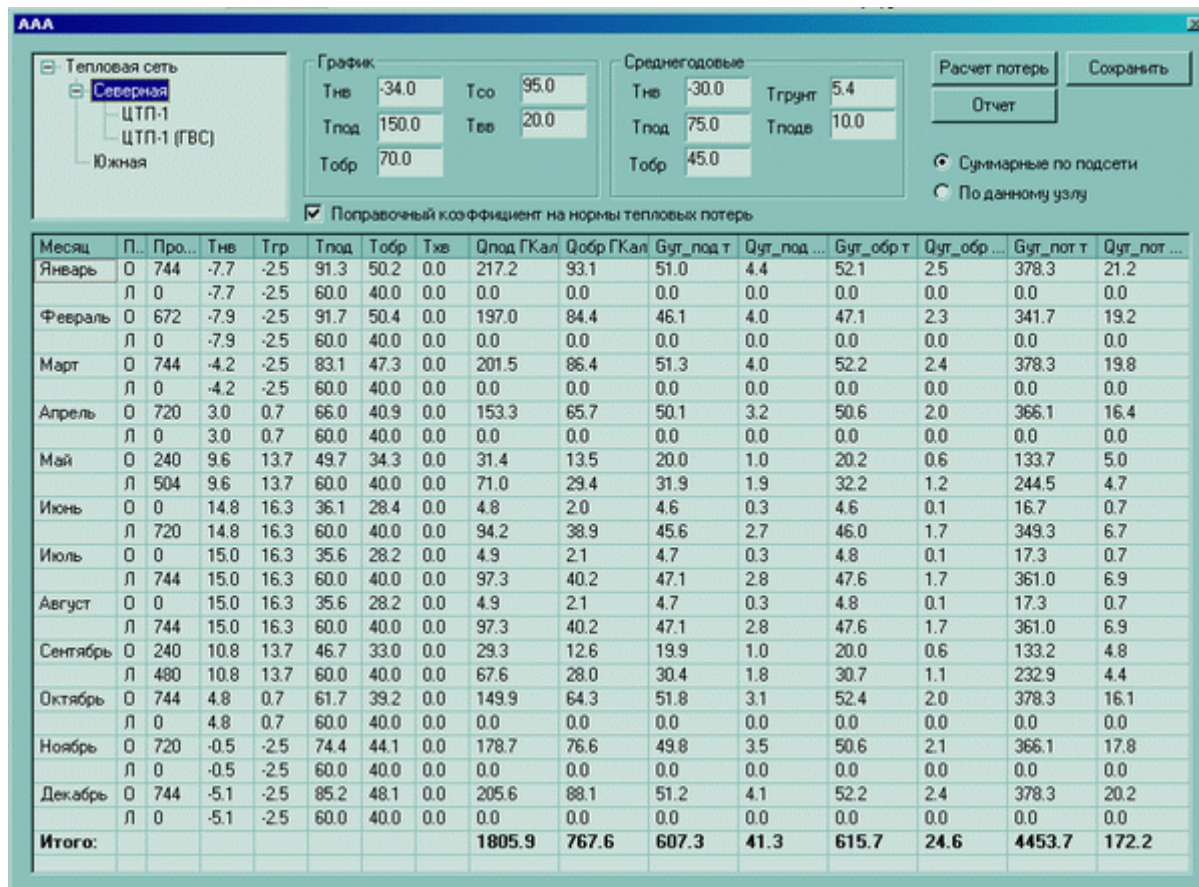 AAA
Тепловая сеть
Северная
ЦТП-1
ЦТП-1 (ГВС)
Южная
График
Тнв -34.0 Тсо 95.0
Тпод 150.0 Твв 20.0
Тобр 70.0
Среднегодовые
Тнв -30.0 Тгрунт 5.4
Тпод 75.0 Тподв 10.0
Тобр 45.0
Расчет потерь Сохранить
Отчет
Суммарные по подсети
По данному узлу
Поправочный коэффициент на нормы тепловых потерь
Месяц П.. Про... Тнв Тгр Тпод Тобр Тхв Qпод ГКал Qобр ГКал Gут_под т Qут_под ... Gут_обр т Qут_обр ... Gут_пот т Qут_пот ...
Январь О 744 -7.7 -2.5 91.3 50.2 0.0 217.2 93.1 51.0 4.4 52.1 2.5 378.3 21.2
Л 0 -7.7 -2.5 60.0 40.0 0.0 0.0 0.0 0.0 0.0 0.0 0.0 0.0 0.0
Февраль О 672 -7.9 -2.5 91.7 50.4 0.0 197.0 84.4 46.1 4.0 47.1 2.3 341.7 19.2
Л 0 -7.9 -2.5 60.0 40.0 0.0 0.0 0.0 0.0 0.0 0.0 0.0 0.0 0.0
Март О 744 -4.2 -2.5 83.1 47.3 0.0 201.5 86.4 51.3 4.0 52.2 2.4 378.3 19.8
Л 0 -4.2 -2.5 60.0 40.0 0.0 0.0 0.0 0.0 0.0 0.0 0.0 0.0 0.0
Апрель О 720 3.0 0.7 66.0 40.9 0.0 153.3 65.7 50.1 3.2 50.6 2.0 366.1 16.4
Л 0 3.0 0.7 60.0 40.0 0.0 0.0 0.0 0.0 0.0 0.0 0.0 0.0 0.0
Май О 240 9.6 13.7 49.7 34.3 0.0 31.4 13.5 20.0 1.0 20.2 0.6 133.7 5.0
Л 504 9.6 13.7 60.0 40.0 0.0 71.0 29.4 31.9 1.9 32.2 1.2 244.5 4.7
Июнь О 0 14.8 16.3 36.1 28.4 0.0 4.8 2.0 4.6 0.3 4.6 0.1 16.7 0.7
Л 720 14.8 16.3 60.0 40.0 0.0 94.2 38.9 45.6 2.7 46.0 1.7 349.3 6.7
Июль О 0 15.0 16.3 35.6 28.2 0.0 4.9 2.1 4.7 0.3 4.8 0.1 17.3 0.7
Л 744 15.0 16.3 60.0 40.0 0.0 97.3 40.2 47.1 2.8 47.6 1.7 361.0 6.9
Август О 0 15.0 16.3 35.6 28.2 0.0 4.9 2.1 4.7 0.3 4.8 0.1 17.3 0.7
Л 744 15.0 16.3 60.0 40.0 0.0 97.3 40.2 47.1 2.8 47.6 1.7 361.0 6.9
Сентябрь О 240 10.8 13.7 46.7 33.0 0.0 29.3 12.6 19.9 1.0 20.0 0.6 133.2 4.8
Л 480 10.8 13.7 60.0 40.0 0.0 67.6 28.0 30.4 1.8 30.7 1.1 232.9 4.4
Октябрь О 744 4.8 0.7 61.7 39.2 0.0 149.9 64.3 51.8 3.1 52.4 2.0 378.3 16.1
Л 0 4.8 0.7 60.0 40.0 0.0 0.0 0.0 0.0 0.0 0.0 0.0 0.0 0.0
Ноябрь О 720 -0.5 -2.5 74.4 44.1 0.0 178.7 76.6 49.8 3.5 50.6 2.1 366.1 17.8
Л 0 -0.5 -2.5 60.0 40.0 0.0 0.0 0.0 0.0 0.0 0.0 0.0 0.0 0.0
Декабрь О 744 -5.1 -2.5 85.2 48.1 0.0 205.6 88.1 51.2 4.1 52.2 2.4 378.3 20.2
Л 0 -5.1 -2.5 60.0 40.0 0.0 0.0 0.0 0.0 0.0 0.0 0.0 0.0 0.0
Итого: 1805.9 767.6 607.3 41.3 615.7 24.6 4453.7 172.2